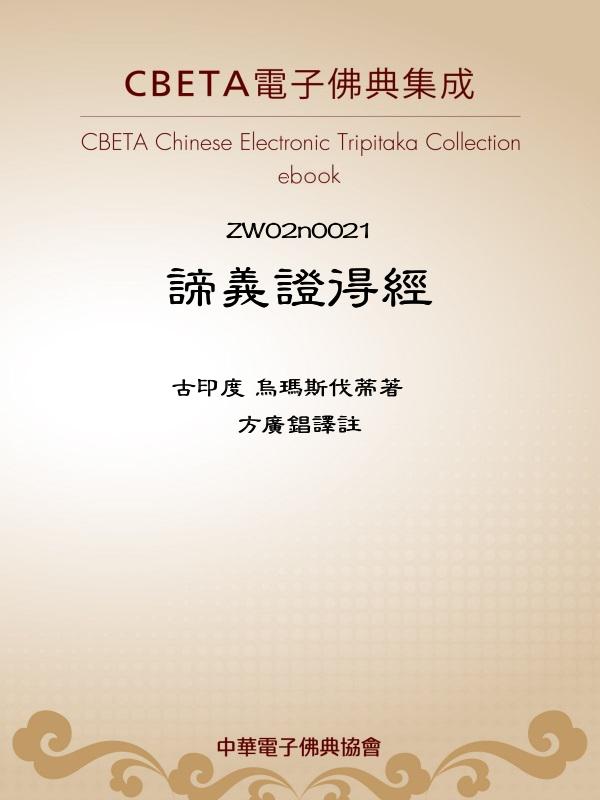 CBETA電子佛典集成
CBETA Chinese Electronic Tripitaka Collection
ebook
ZW02n0021
諦義證得經
古印度 烏瑪斯伐蒂著
方廣錩譯註
中華電子佛典協會